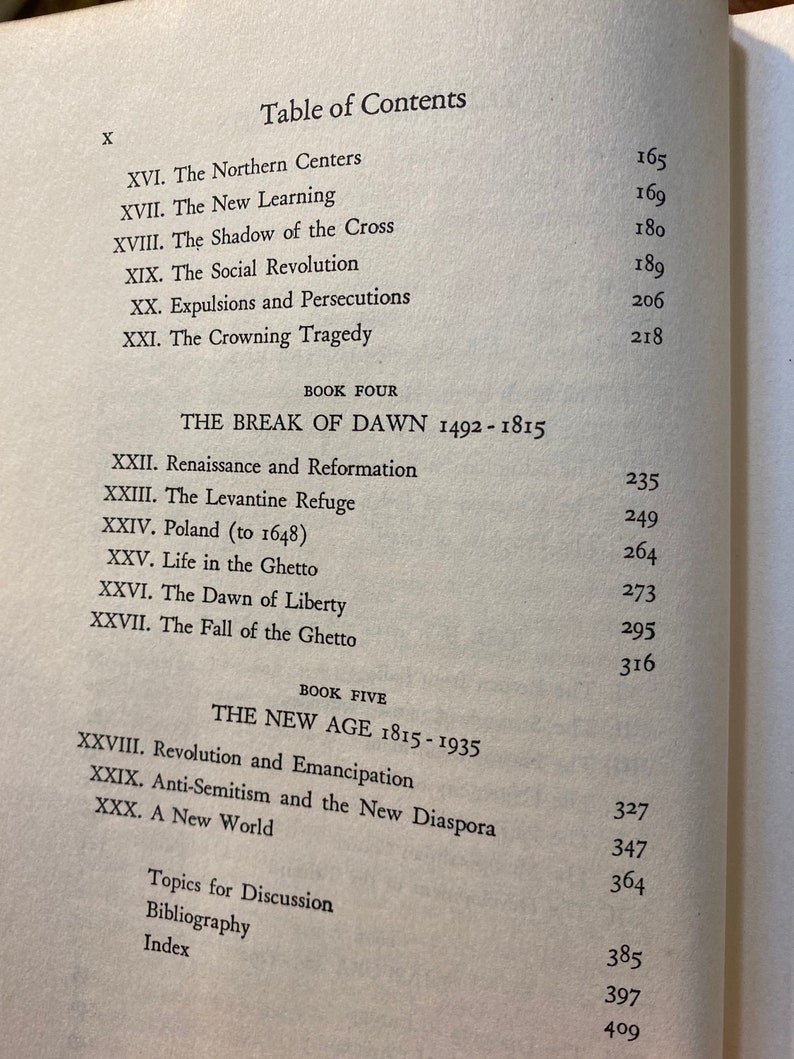 Table of Contents
X
XVI. The Northern Centers 165
XVII. The New Learning 169
XVIII. The Shadow of the Cross 180
XIX. The Social Revolution 189
XX. Expulsions and Persecutions 206
XXI. The Crowning Tragedy 218
BOOK FOUR
THE BREAK OF DAWN 1492 - 1815
XXII. Renaissance and Reformation 235
XXIII. The Levantine Refuge 249
XXIV. Poland (to 1648) 264
XXV. Life in the Ghetto 273
XXVI. The Dawn of Liberty 295
XXVII. The Fall of the Ghetto 316
BOOK FIVE
THE NEW AGE 1815 - 1935
XXVIII. Revolution and Emancipation 327
XXIX. Anti-Semitism and the New Diaspora 347
XXX. A New World 364
Topics for Discussion 385
Bibliography 397
Index 409